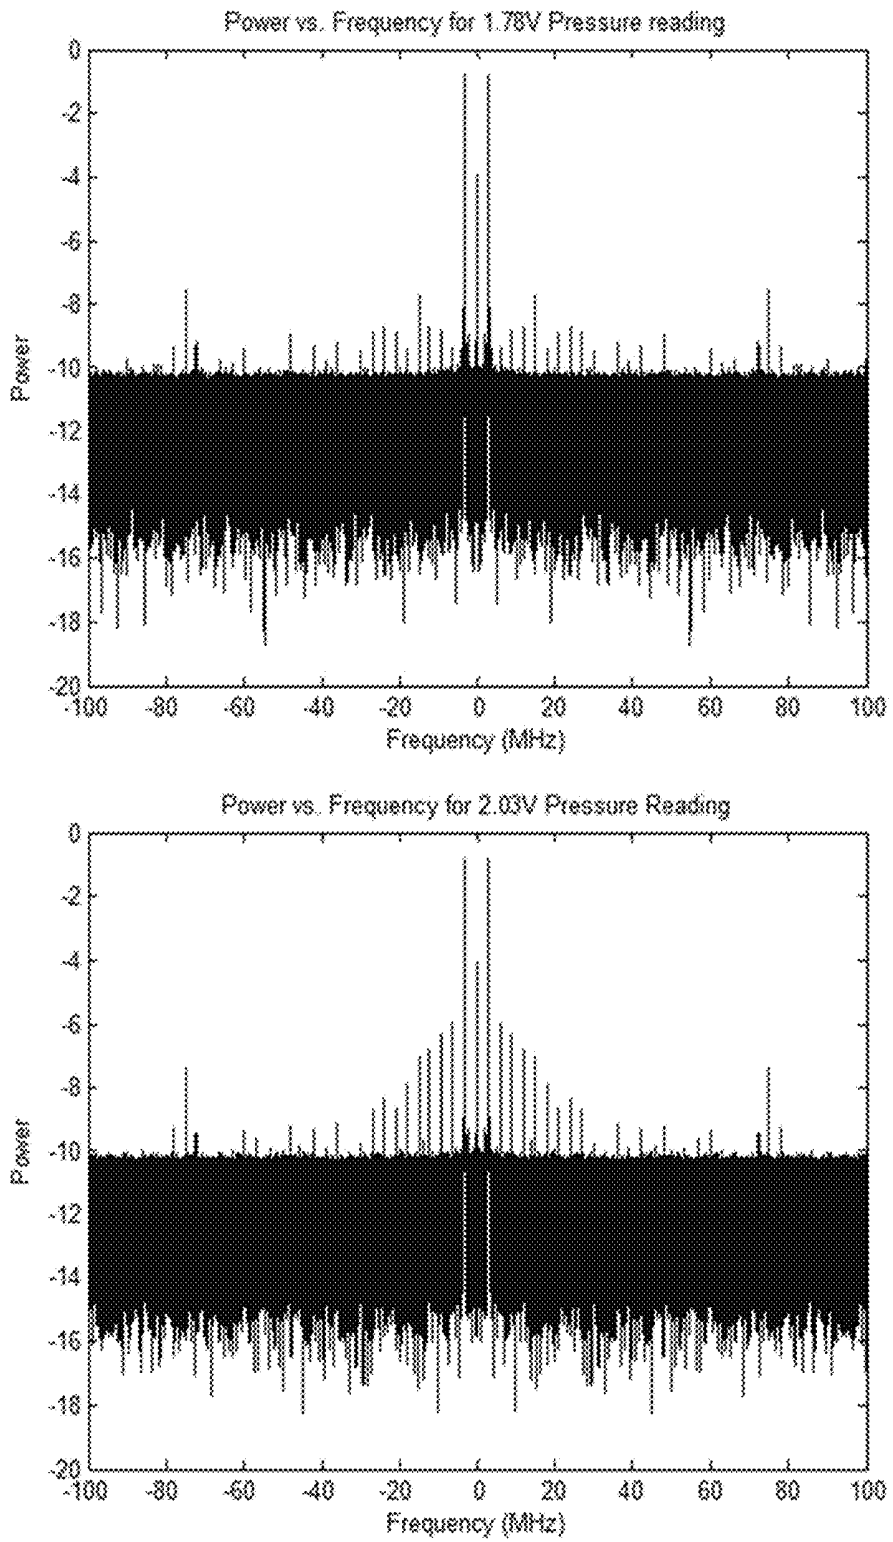 Power vs. Frequency for 1.78V Pressure reading
0
-2
-4
-6
-8
-10
-12
-14
-16
-18
-20
Power
-100 -80 -60 -40 -20 0 20 40 60 80 100
Frequency (MHz)
Power vs. Frequency for 2.03V Pressure Reading
0
-2
-4
-6
-8
-10
-12
-14
-16
-18
-20
Power
-100 -80 -60 -40 -20 0 20 40 60 80 100
Frequency (MHz)